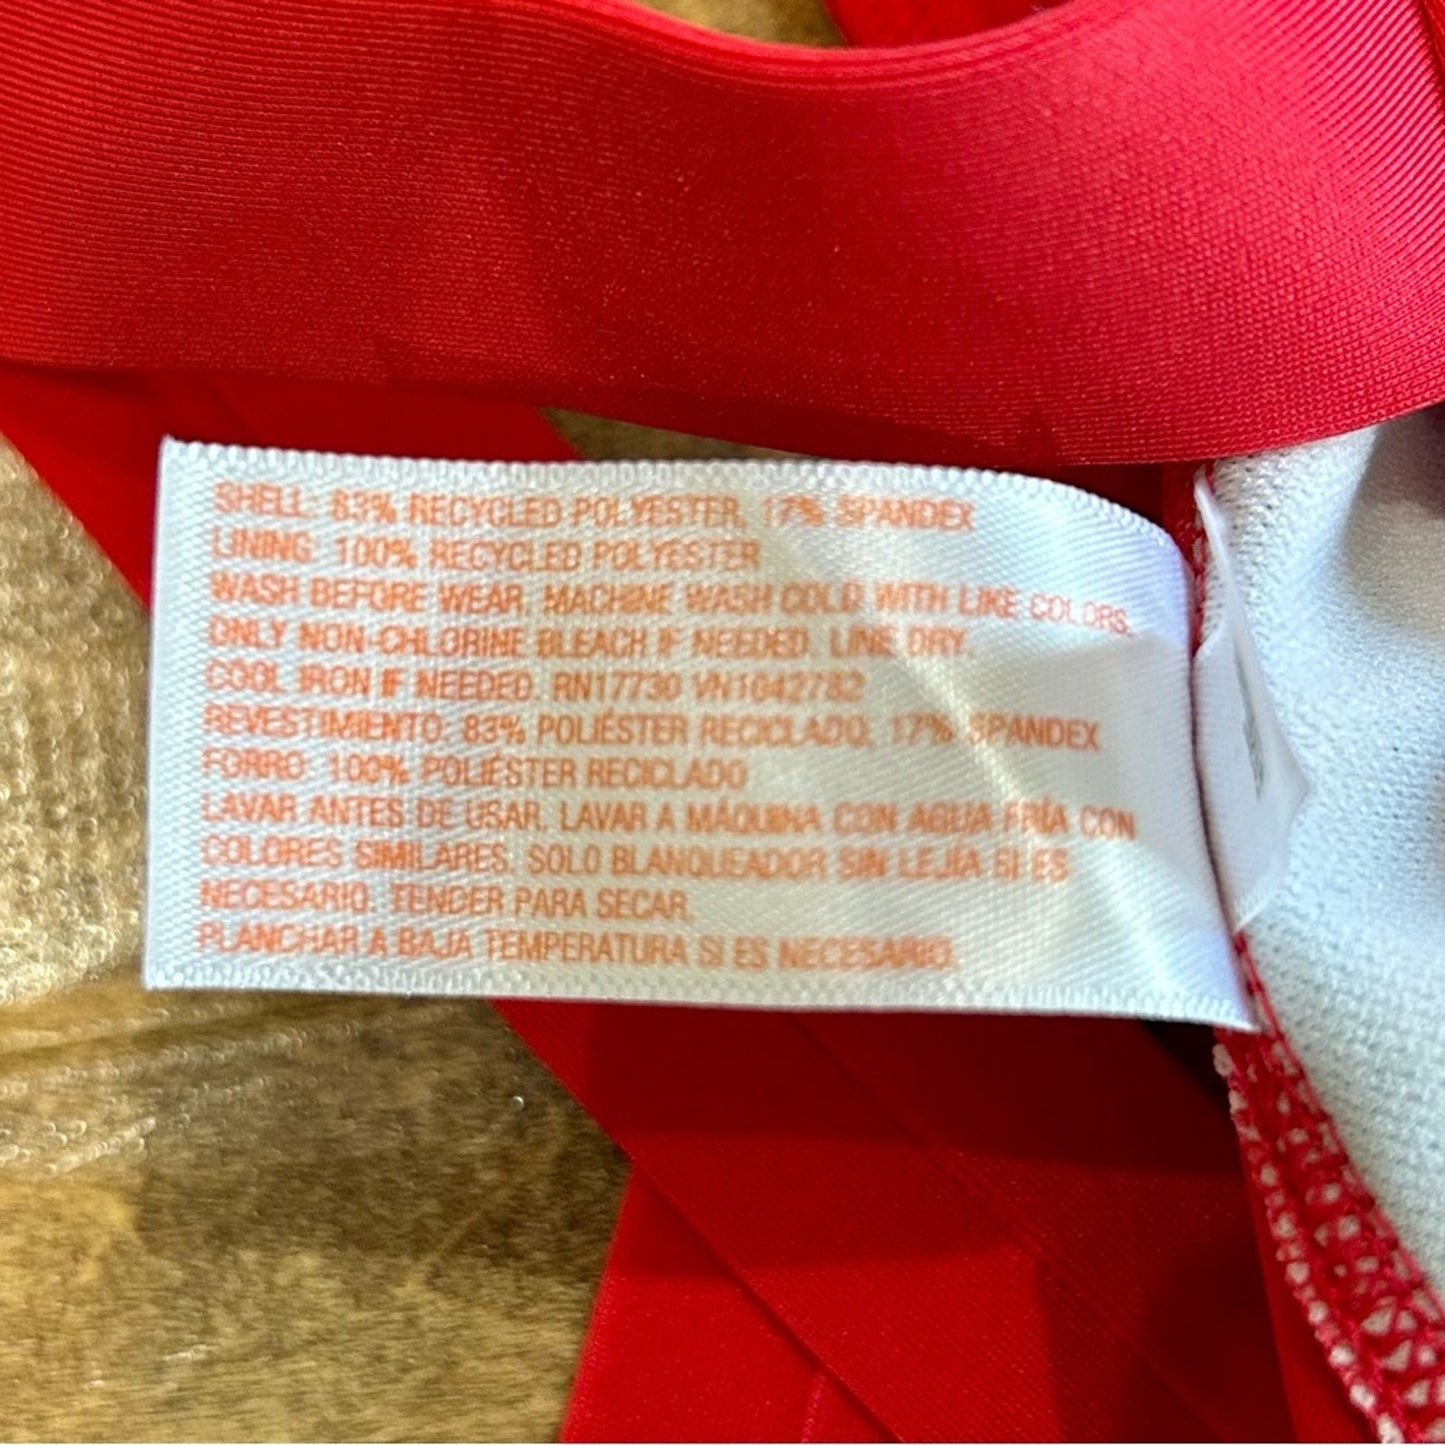 SHELL: 83% RECYCLED POLYESTER, 17% SPANDEX
LINING: 100% RECYCLED POLYESTER
WASH BEFORE WEAR. MACHINE WASH COLD WITH LIKE COLORS.
ONLY NON-CHLORINE BLEACH IF NEEDED. LINE DRY.
COOL IRON IF NEEDED. RN17730 VN1042782
REVESTIMIENTO: 83% POLIÉSTER RECICLADO, 17% SPANDEX
FORRO: 100% POLIÉSTER RECICLADO
LAVAR ANTES DE USAR. LAVAR A MÁQUINA CON AGUA FRÍA CON
COLORES SIMILARES. SOLO BLANQUEADOR SIN LEJÍA SI ES
NECESARIO. TENDER PARA SECAR.
PLANCHAR A BAJA TEMPERATURA SI ES NECESARIO.